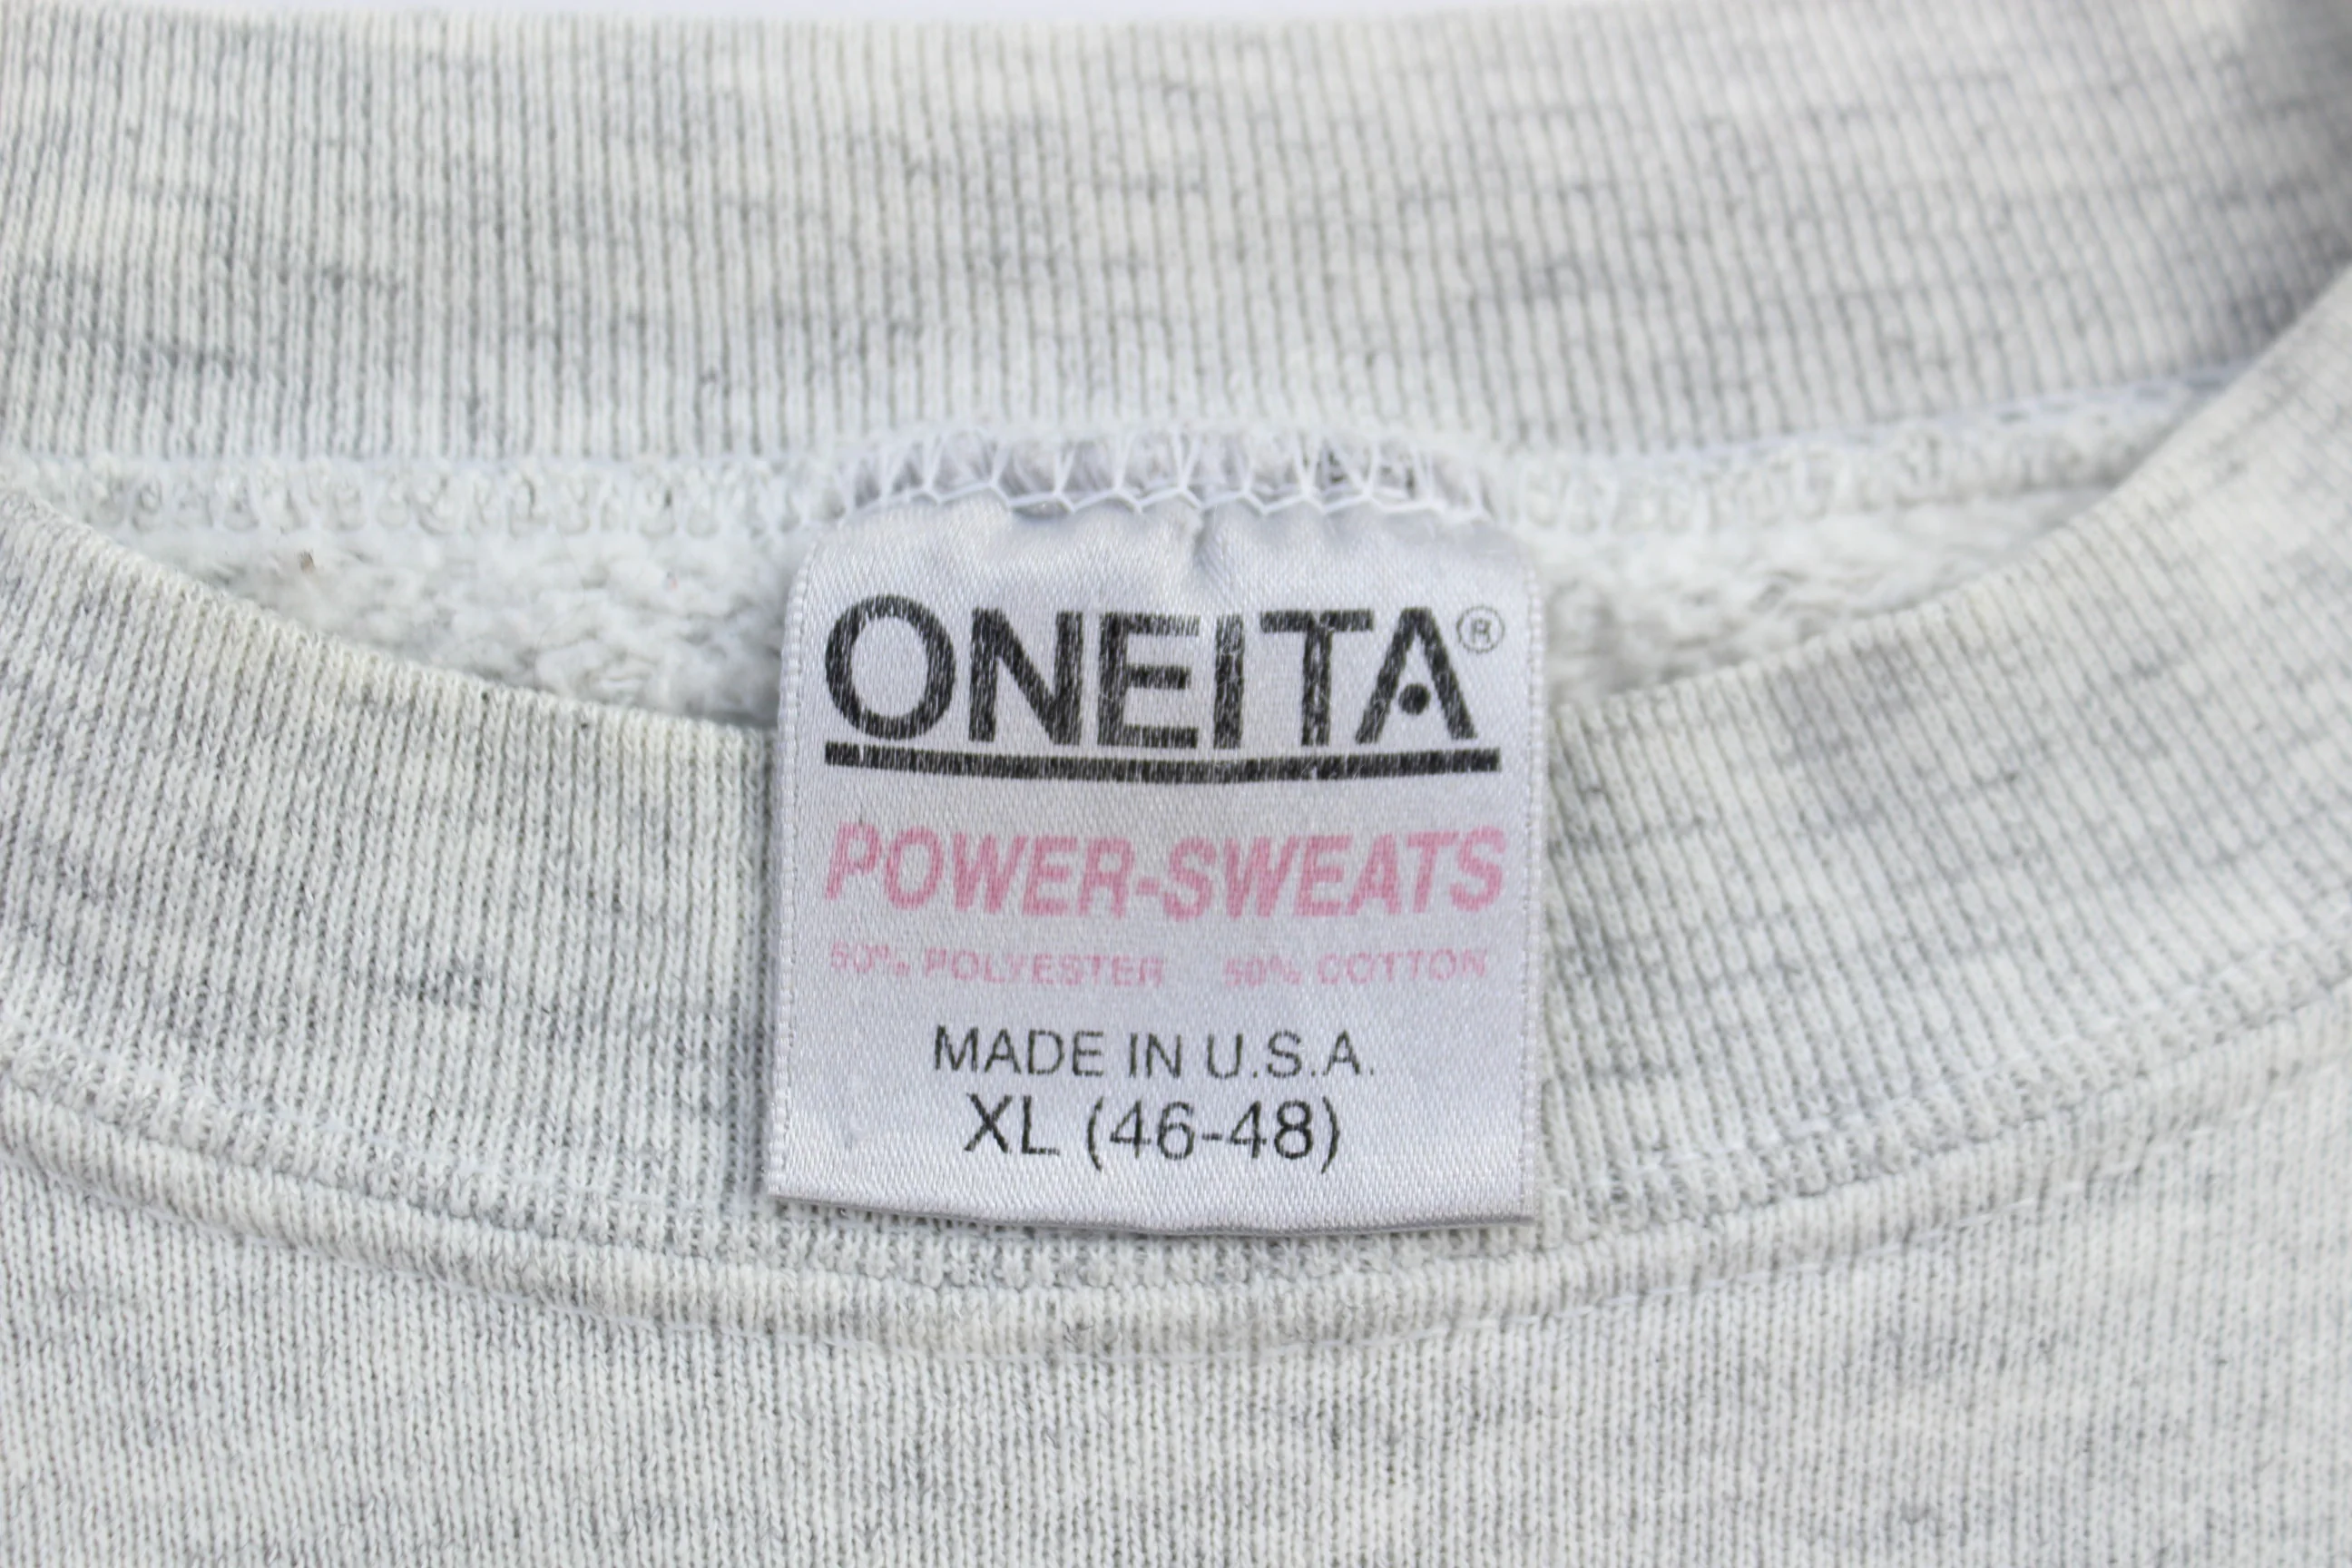 ONEITA®
POWER-SWEATS
50% POLYESTER 50% COTTON
MADE IN U.S.A.
XL (46-48)